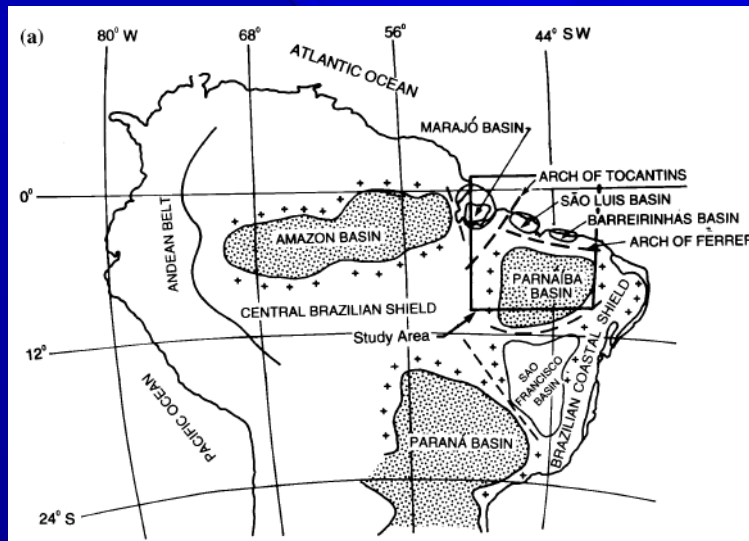 (a)
80° W
68°
56°
44° S W
ATLANTIC OCEAN
MARAJÓ BASIN
ARCH OF TOCANTINS
0°
SÃO LUIS BASIN
BARREIRINHAS BASIN
ARCH OF FERRER
ANDEAN BELT
AMAZON BASIN
PARNAÍBA
BASIN
CENTRAL BRAZILIAN SHIELD
Study Area
12°
SAO
FRANCISCO
BASIN
BRAZILIAN COASTAL SHIELD
PACIFIC OCEAN
PARANÁ BASIN
24° S